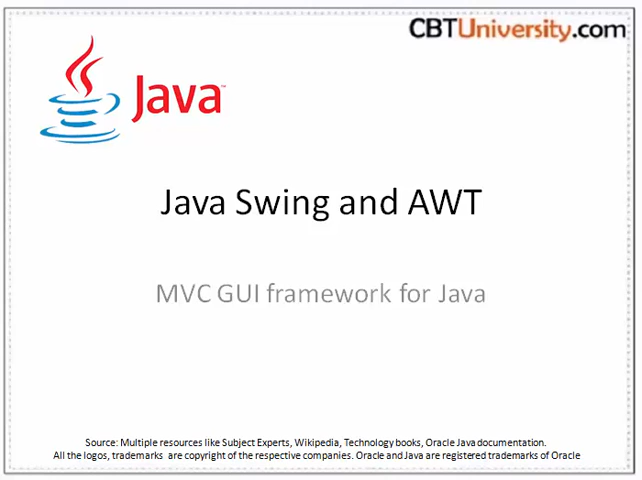 CBTUniversity.com
Java™
Java Swing and AWT
MVC GUI framework for Java
Source: Multiple resources like Subject Experts, Wikipedia, Technology books, Oracle Java documentation.
All the logos, trademarks are copyright of the respective companies. Oracle and Java are registered trademarks of Oracle